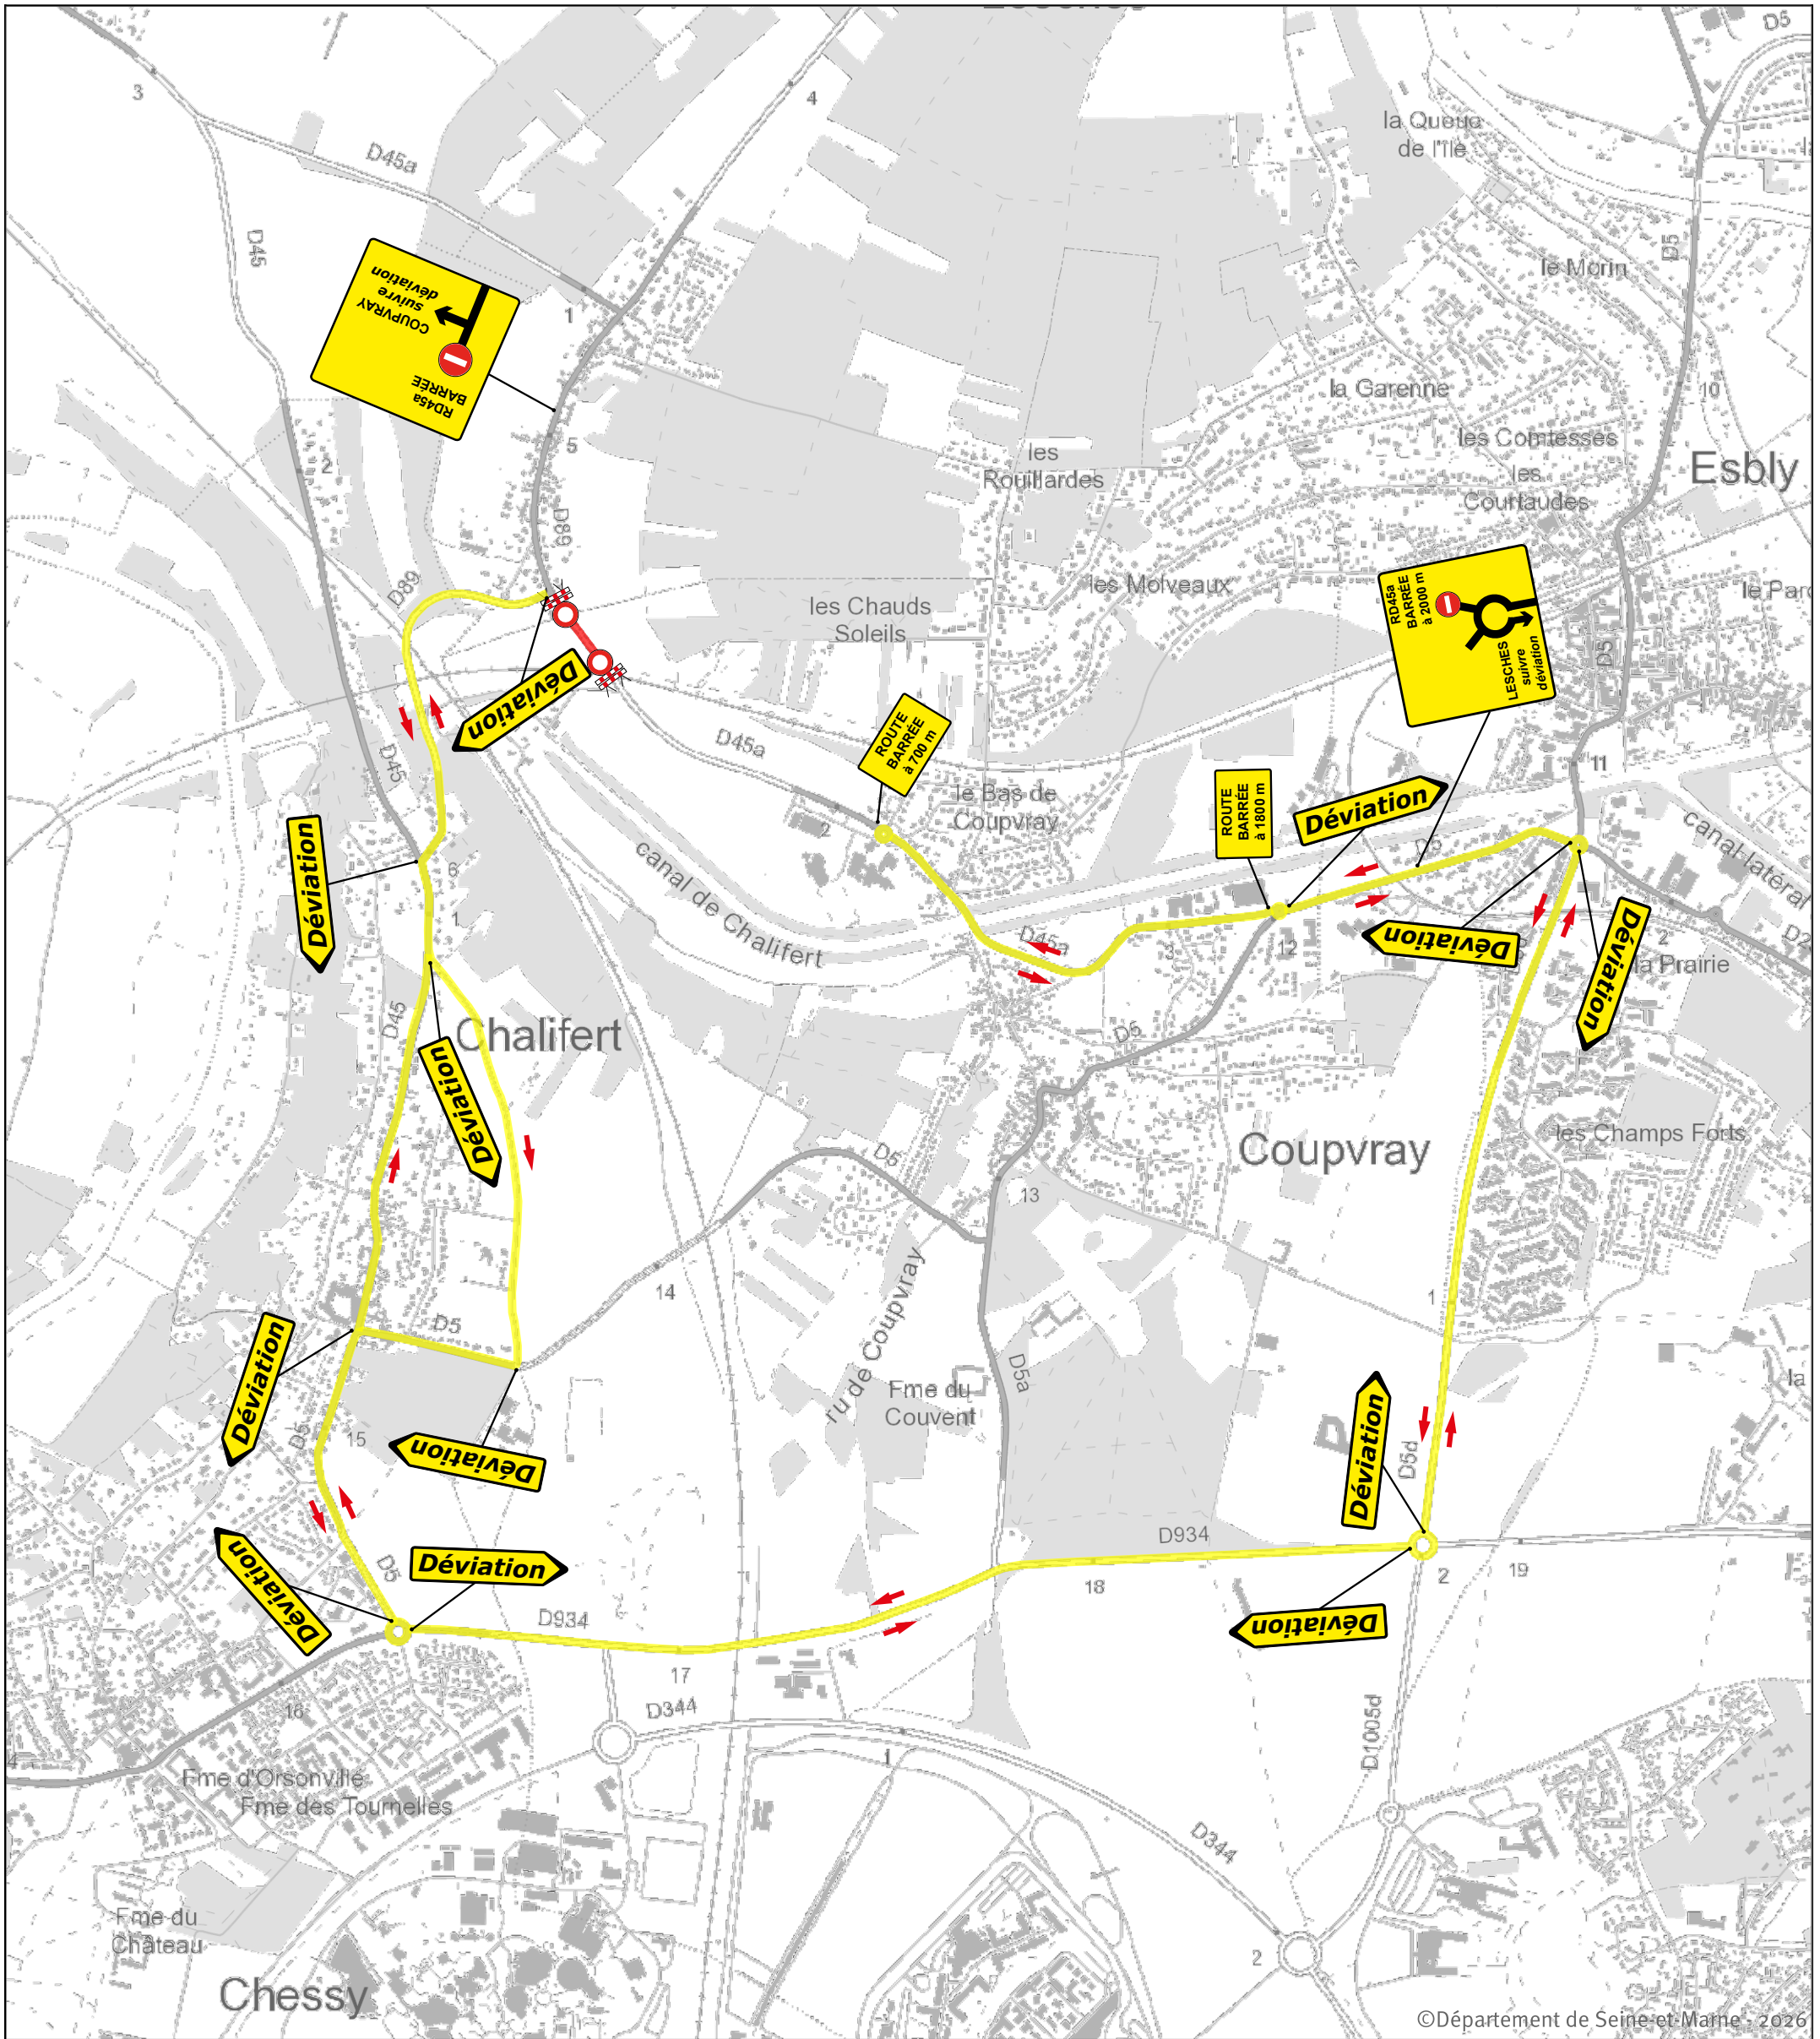 D5
3
4
D45a
la Queue
de l'île
D45
D5
le Morin
COUPVRAY
suivre
déviation
RD45a
BARRÉE
1
la Garenne
10
5
2
les
Rouillardes
les Comtesses
les
Courtaudes
Esbly
D89
D89
les Chauds
Soleils
les Molveaux
RD45a
BARRÉE
à 2000 m
LESCHES
suivre
déviation
D5
Déviation
D45
D45a
ROUTE
BARRÉE
à 700 m
le Bas de
Coupvray
2
ROUTE
BARRÉE
à 1800 m
Déviation
11
canal latéral
canal de Chalifert
Déviation
6
1
D45a
3
12
Déviation
Déviation
2
la Prairie
D45
Chalifert
Déviation
D5
Coupvray
les Champs Forts
D5
13
14
1
D5
Déviation
ru de Coupvray
Fme du
Couvent
D5a
la
D5
15
Déviation
Déviation
D5d
Déviation
D5
Déviation
D934
D934
18
2
19
Déviation
17
16
D344
1
D1005d
Fme d'Orsonville
Fme des Tournelles
D344
Fme du
Château
2
Chessy
©Département de Seine-et-Marne - 2026